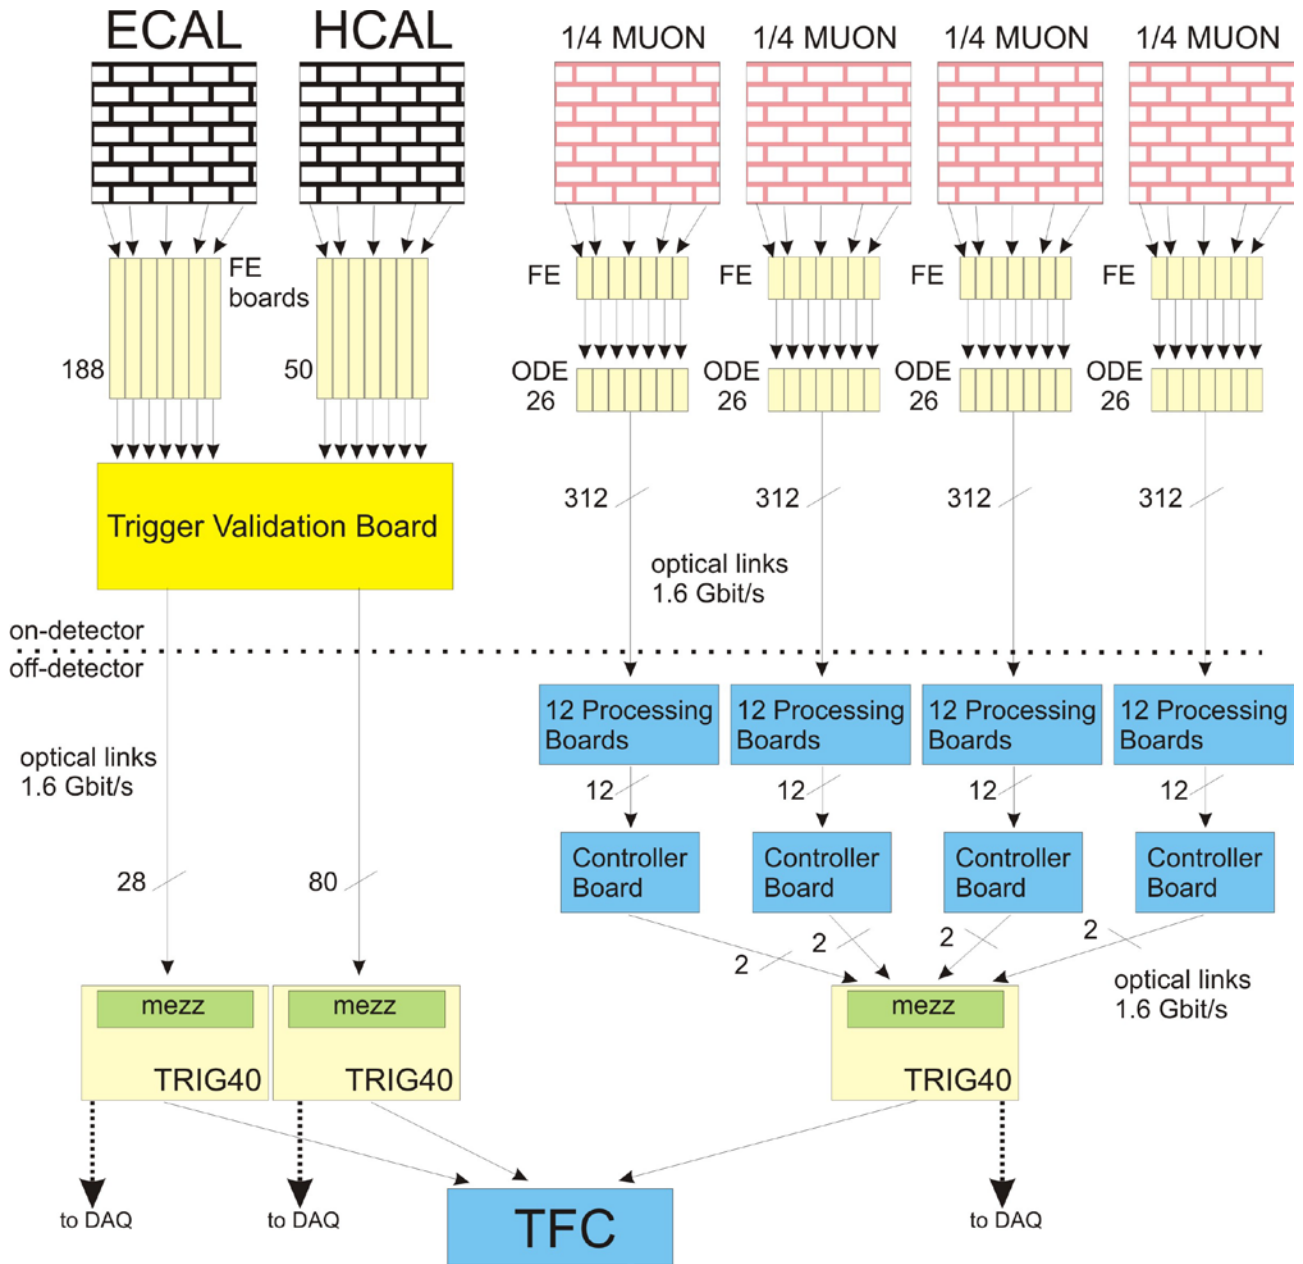 ECAL
HCAL
1/4 MUON
1/4 MUON
1/4 MUON
1/4 MUON
FE
boards
188
50
FE
FE
FE
FE
ODE
26
ODE
26
ODE
26
ODE
26
Trigger Validation Board
312
312
312
312
optical links
1.6 Gbit/s
on-detector
off-detector
12 Processing
Boards
12 Processing
Boards
12 Processing
Boards
12 Processing
Boards
optical links
1.6 Gbit/s
12
12
12
12
Controller
Board
Controller
Board
Controller
Board
Controller
Board
28
80
2
2
2
2
optical links
1.6 Gbit/s
mezz
TRIG40
mezz
TRIG40
mezz
TRIG40
to DAQ
to DAQ
TFC
to DAQ